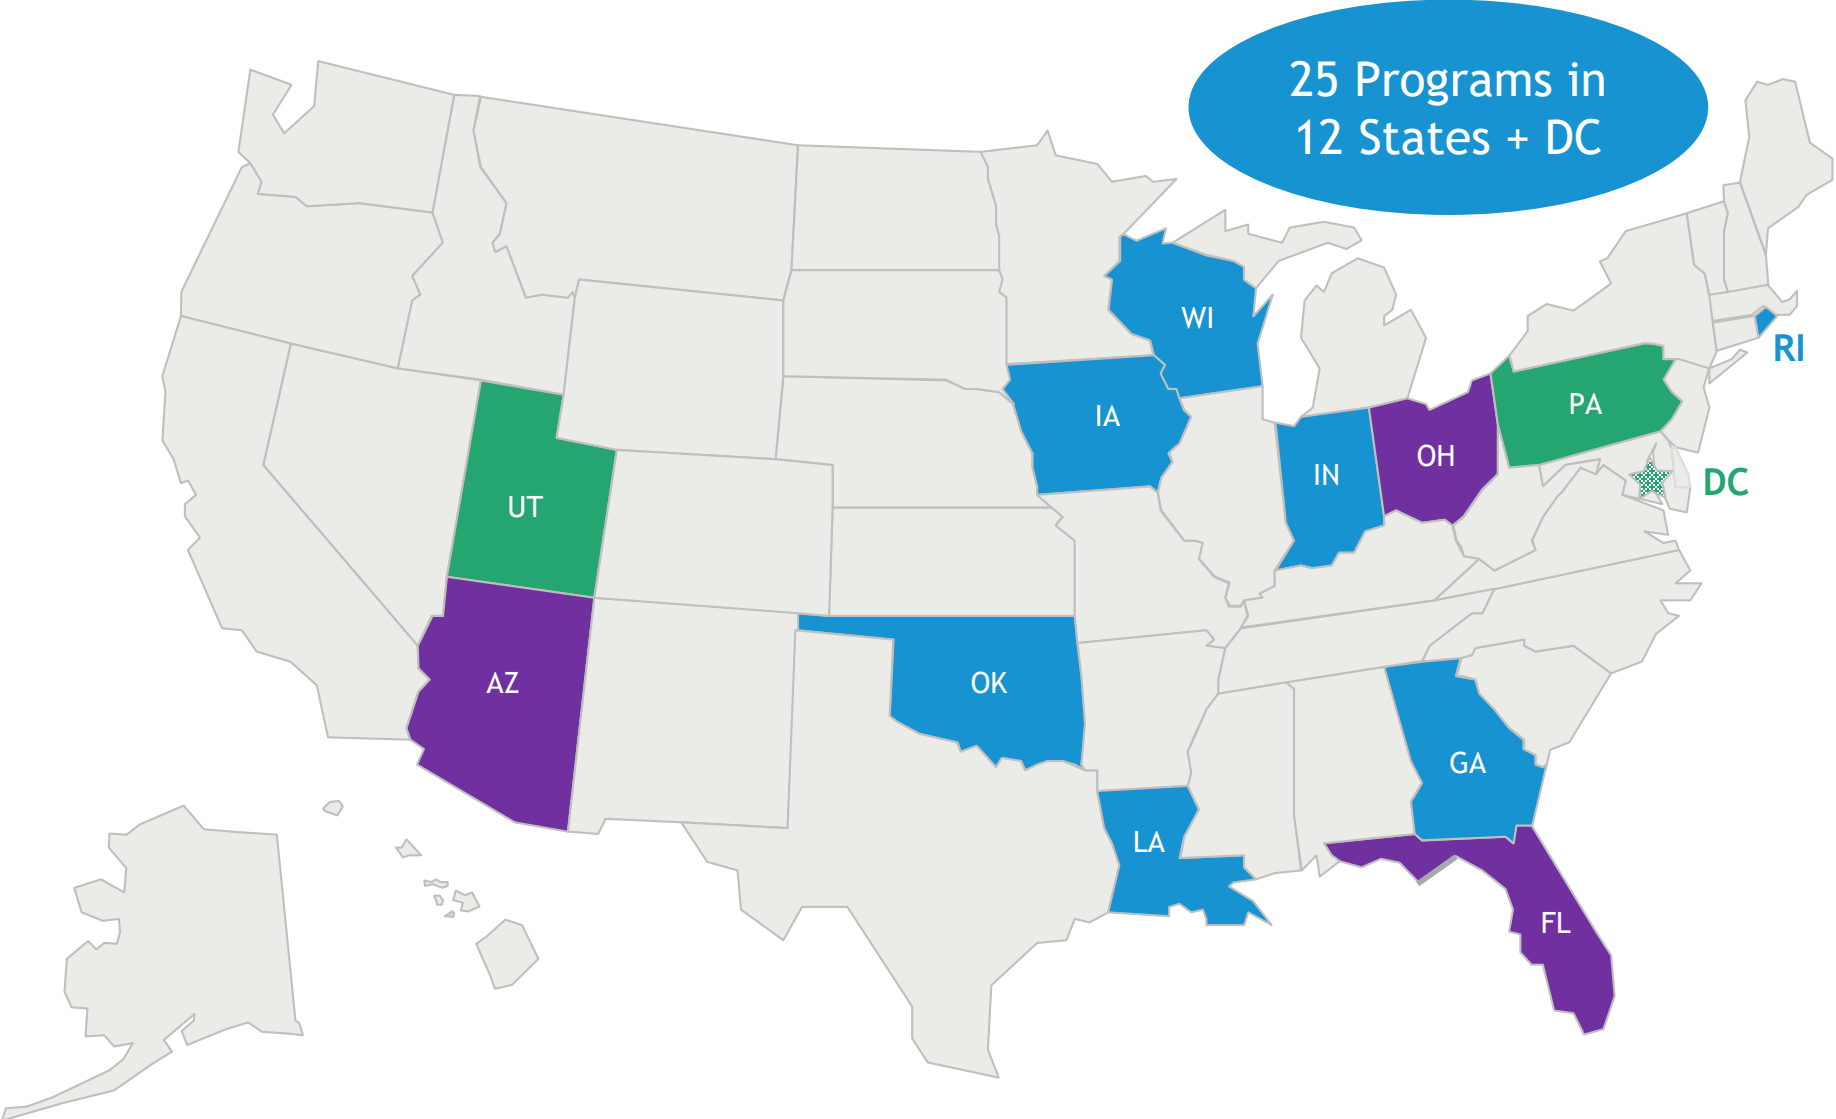 25 Programs in
12 States + DC
WI
RI
IA
PA
OH
IN
DC
UT
AZ
OK
GA
LA
FL